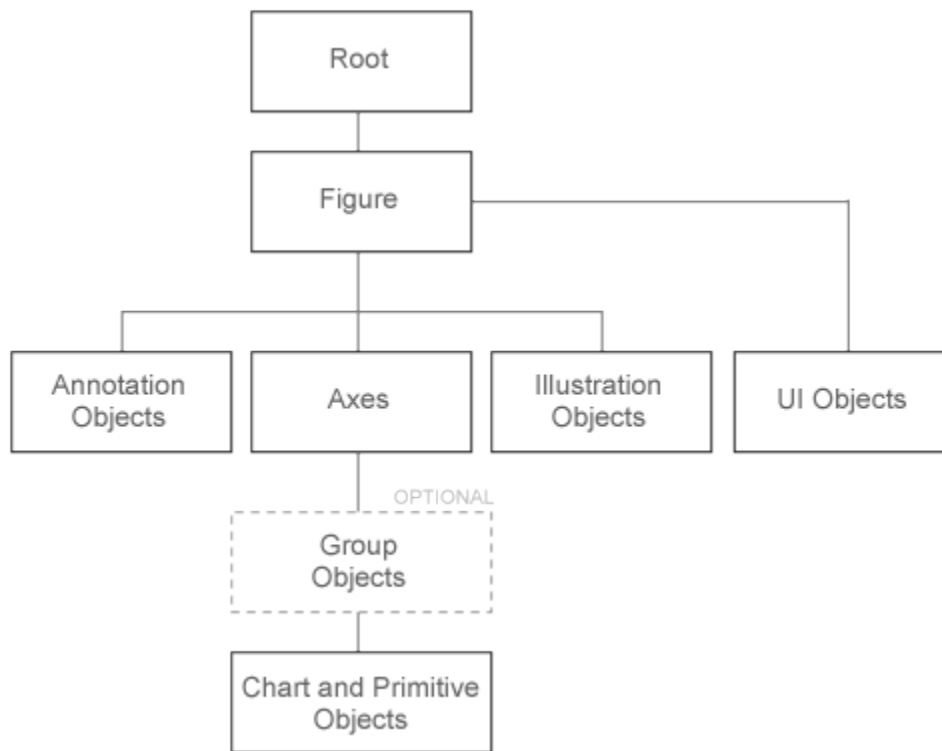 Root
Figure
Annotation
Objects
Axes
Illustration
Objects
UI Objects
OPTIONAL
Group
Objects
Chart and Primitive
Objects